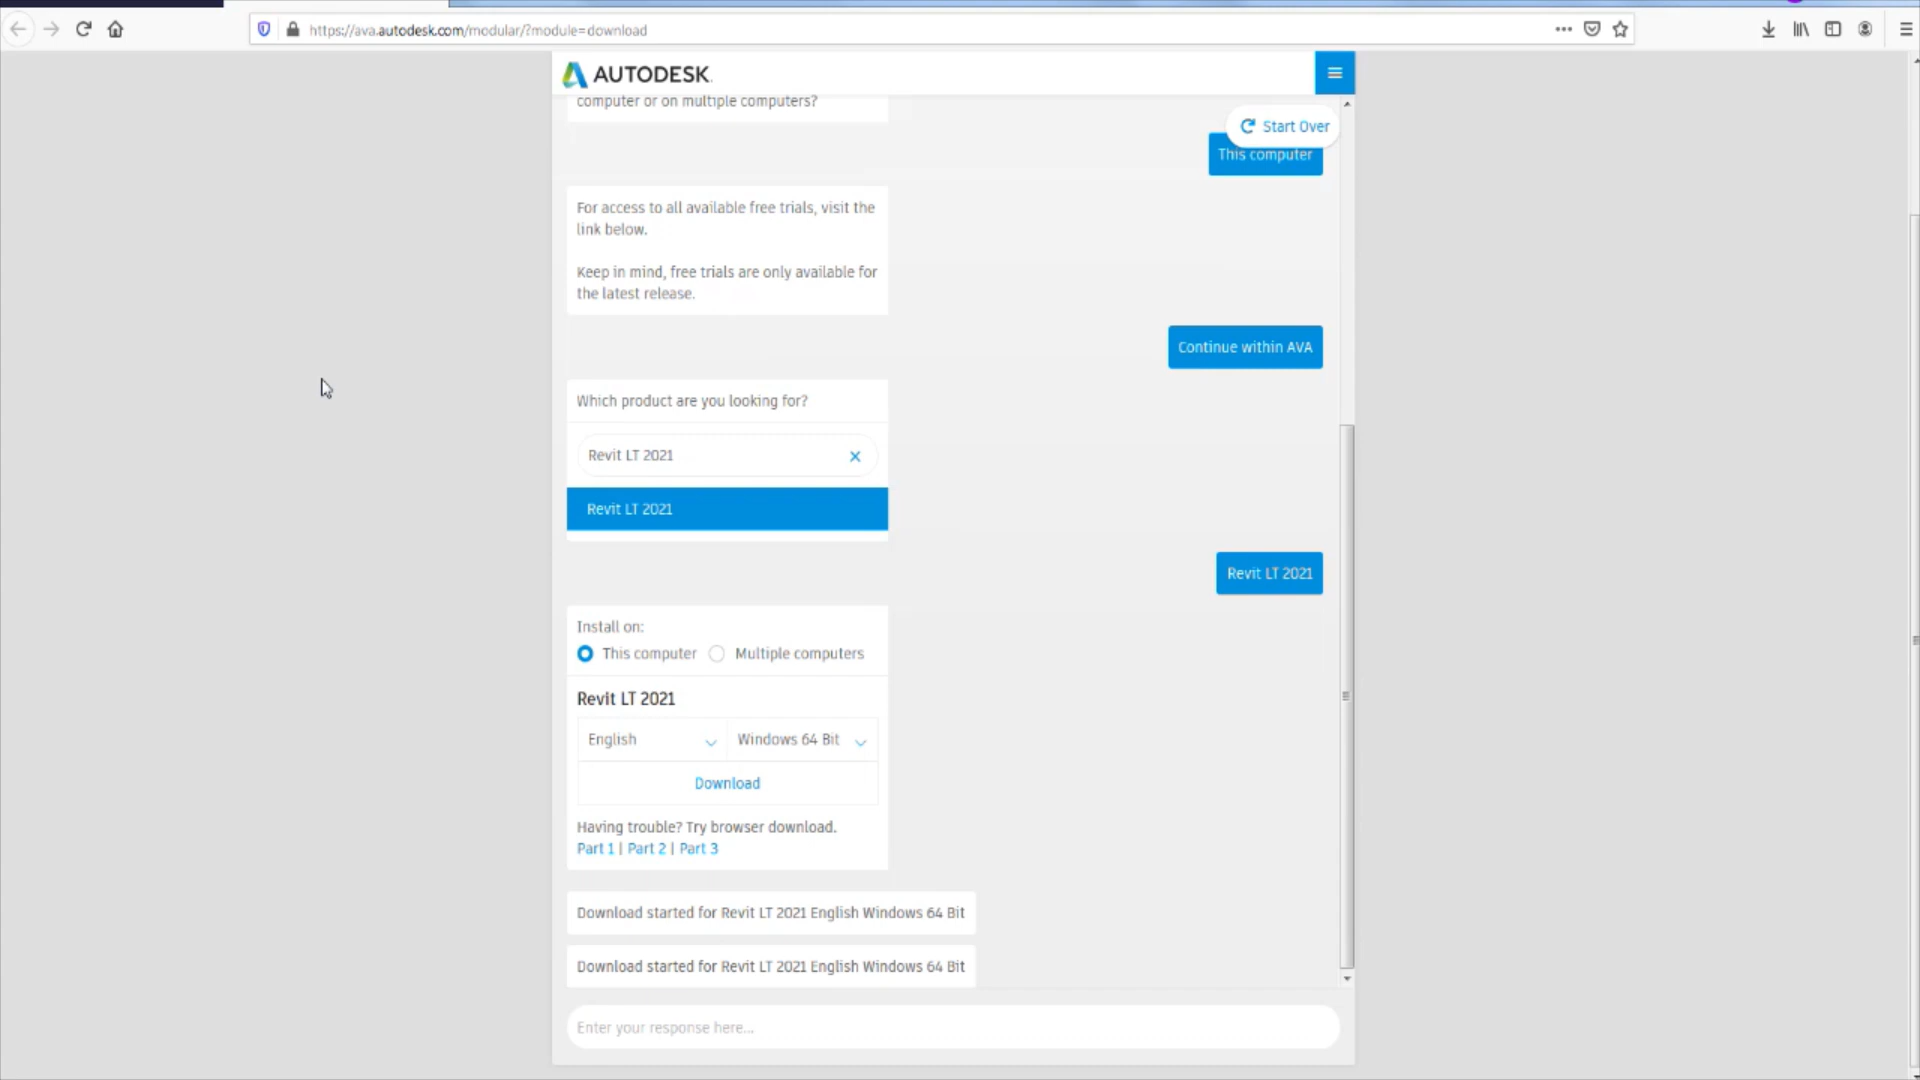 https://ava.autodesk.com/modular/?module=download
AUTODESK
computer or on multiple computers?
Start Over
This computer
For access to all available free trials, visit the
link below.
Keep in mind, free trials are only available for
the latest release.
Continue within AVA
Which product are you looking for?
Revit LT 2021
Revit LT 2021
Revit LT 2021
Install on:
This computer Multiple computers
Revit LT 2021
English Windows 64 Bit
Download
Having trouble? Try browser download.
Part 1 | Part 2 | Part 3
Download started for Revit LT 2021 English Windows 64 Bit
Download started for Revit LT 2021 English Windows 64 Bit
Enter your response here...